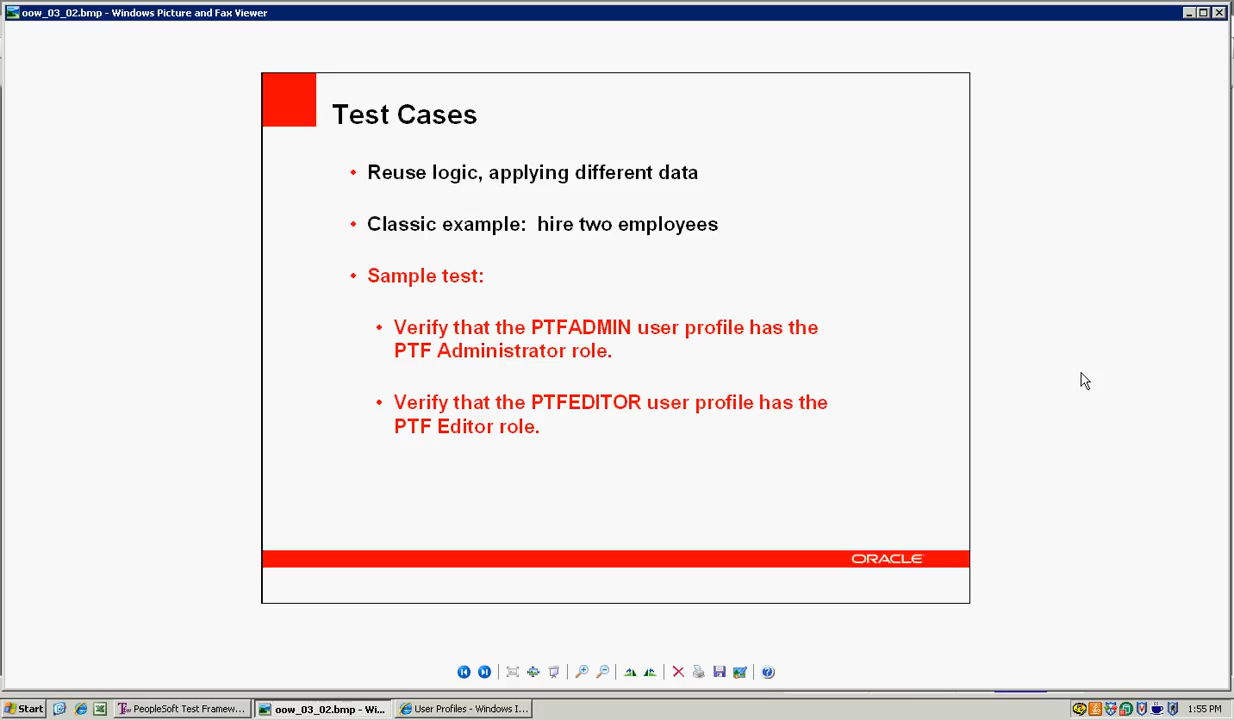 oow_03_02.bmp - Windows Picture and Fax Viewer
Test Cases
• Reuse logic, applying different data
• Classic example:  hire two employees
• Sample test:
• Verify that the PTFADMIN user profile has the
PTF Administrator role.
• Verify that the PTFEDITOR user profile has the
PTF Editor role.
ORACLE
Start
PeopleSoft Test Framew...
oow_03_02.bmp - Wi...
User Profiles - Windows I...
1:55 PM